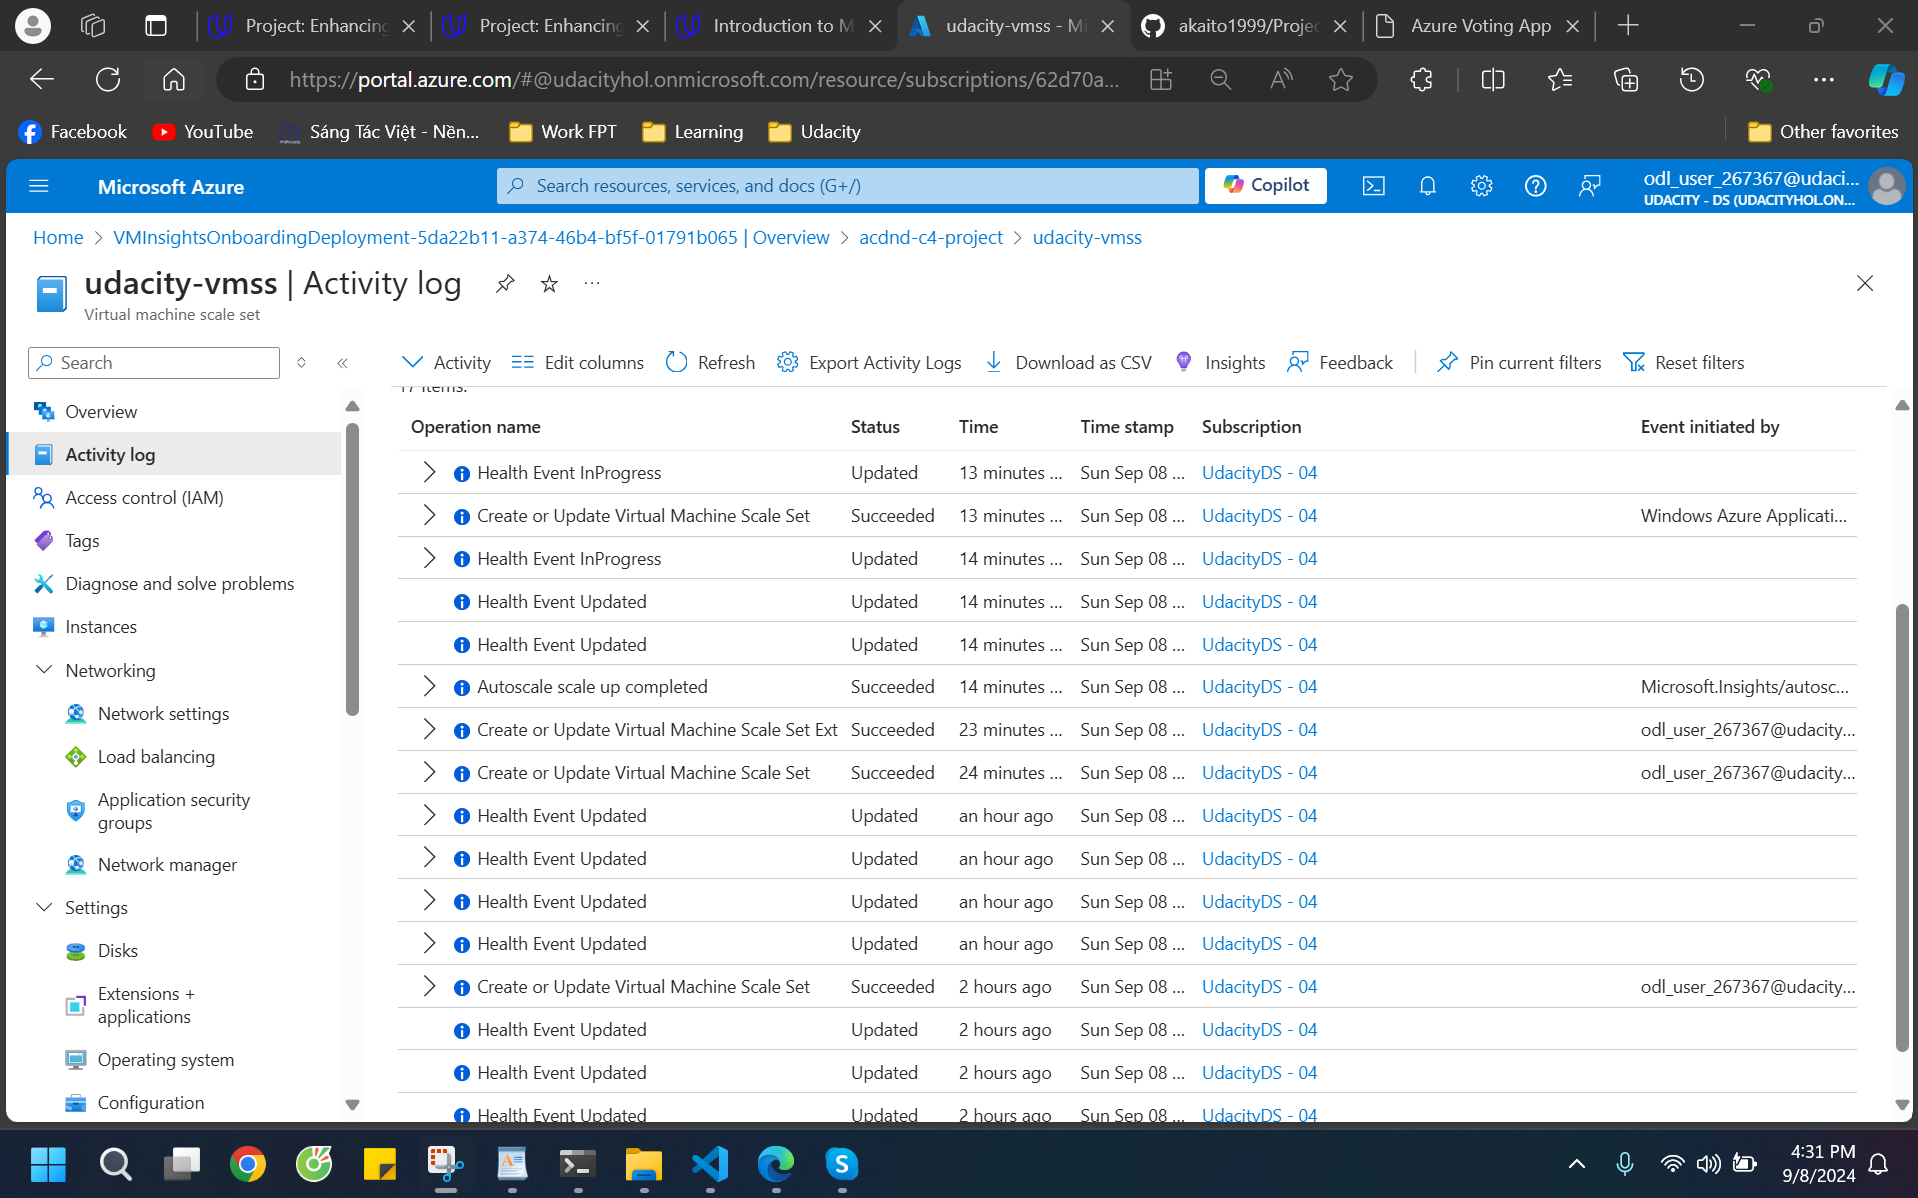 Project: Enhancing
Project: Enhancing
Introduction to M
udacity-vmss - Mi
akaito1999/Projec
Azure Voting App
https://portal.azure.com/#@udacityhol.onmicrosoft.com/resource/subscriptions/62d70a...
Facebook
YouTube
Sáng Tác Việt - Nền...
Work FPT
Learning
Udacity
Other favorites
Microsoft Azure
Search resources, services, and docs (G+/)
Copilot
odl_user_267367@udaci...
UDACITY - DS (UDACITYHOL.ON...
Home > VMInsightsOnboardingDeployment-5da22b11-a374-46b4-bf5f-01791b065 | Overview > acdnd-c4-project > udacity-vmss
udacity-vmss | Activity log
Virtual machine scale set
Search
Activity Edit columns Refresh Export Activity Logs Download as CSV Insights Feedback Pin current filters Reset filters
Overview
Activity log
Access control (IAM)
Tags
Diagnose and solve problems
Instances
Networking
Network settings
Load balancing
Application security
groups
Network manager
Settings
Disks
Extensions +
applications
Operating system
Configuration
17 items.
Operation name Status Time Time stamp Subscription Event initiated by
Health Event InProgress Updated 13 minutes ... Sun Sep 08 ... UdacityDS - 04
Create or Update Virtual Machine Scale Set Succeeded 13 minutes ... Sun Sep 08 ... UdacityDS - 04 Windows Azure Applicati...
Health Event InProgress Updated 14 minutes ... Sun Sep 08 ... UdacityDS - 04
Health Event Updated Updated 14 minutes ... Sun Sep 08 ... UdacityDS - 04
Health Event Updated Updated 14 minutes ... Sun Sep 08 ... UdacityDS - 04
Autoscale scale up completed Succeeded 14 minutes ... Sun Sep 08 ... UdacityDS - 04 Microsoft.Insights/autosc...
Create or Update Virtual Machine Scale Set Ext Succeeded 23 minutes ... Sun Sep 08 ... UdacityDS - 04 odl_user_267367@udacity...
Create or Update Virtual Machine Scale Set Succeeded 24 minutes ... Sun Sep 08 ... UdacityDS - 04 odl_user_267367@udacity...
Health Event Updated Updated an hour ago Sun Sep 08 ... UdacityDS - 04
Health Event Updated Updated an hour ago Sun Sep 08 ... UdacityDS - 04
Health Event Updated Updated an hour ago Sun Sep 08 ... UdacityDS - 04
Health Event Updated Updated an hour ago Sun Sep 08 ... UdacityDS - 04
Create or Update Virtual Machine Scale Set Succeeded 2 hours ago Sun Sep 08 ... UdacityDS - 04 odl_user_267367@udacity...
Health Event Updated Updated 2 hours ago Sun Sep 08 ... UdacityDS - 04
Health Event Updated Updated 2 hours ago Sun Sep 08 ... UdacityDS - 04
Health Event Updated Updated 2 hours ago Sun Sep 08 ... UdacityDS - 04
4:31 PM
9/8/2024